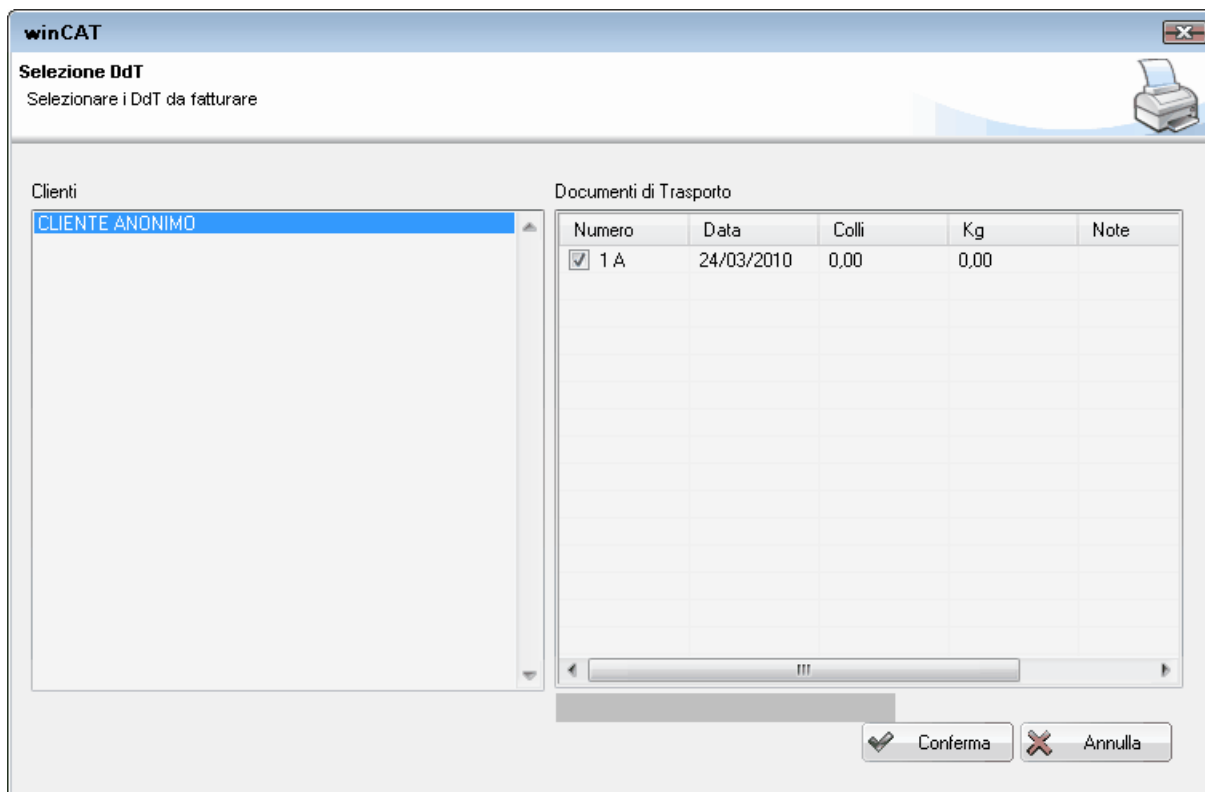 winCAT
Selezione DdT
Selezionare i DdT da fatturare
Clienti
CLIENTE ANONIMO
Documenti di Trasporto
Numero Data Colli Kg Note
1 A 24/03/2010 0,00 0,00
Conferma Annulla